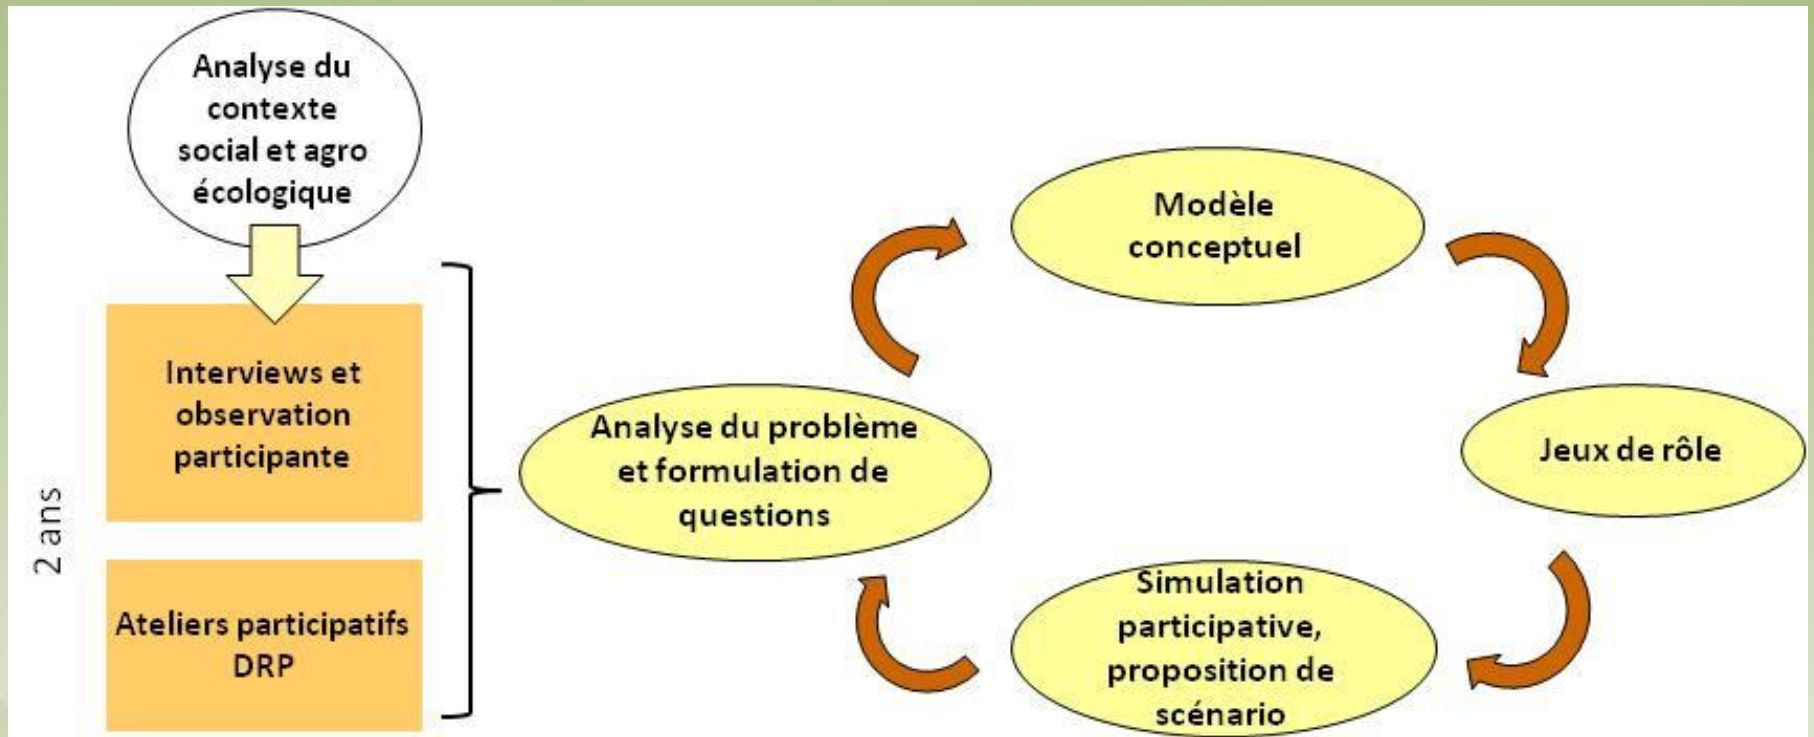 Analyse du
contexte
social et agro
écologique
Interviews et
observation
participante
2 ans
Ateliers participatifs
DRP
Analyse du problème
et formulation de
questions
Modèle
conceptuel
Jeux de rôle
Simulation
participative,
proposition de
scénario